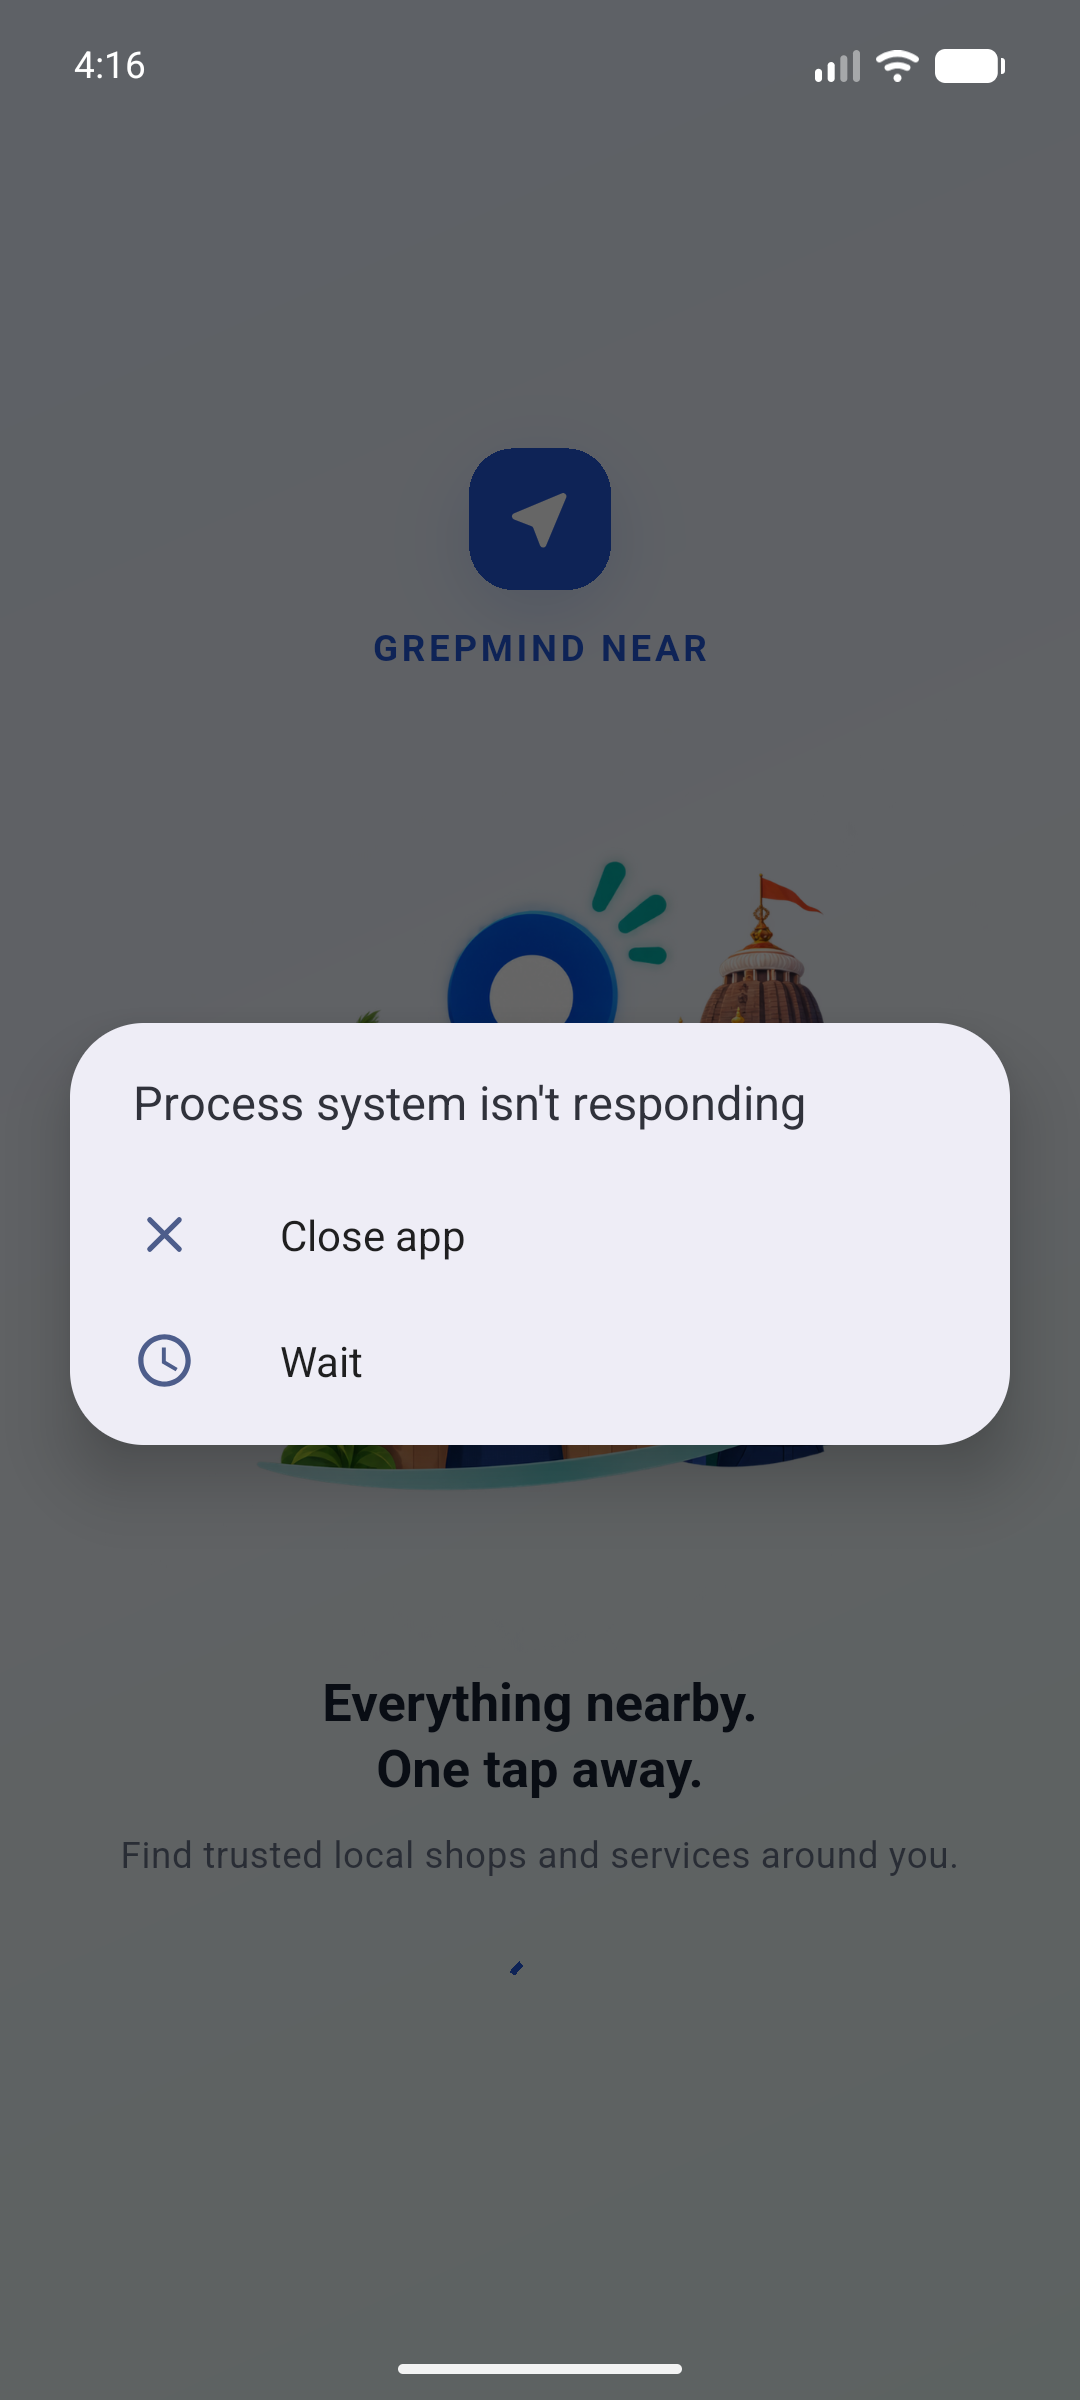 4:16
GREPMIND NEAR
Process system isn't responding
Close app
Wait
Everything nearby.
One tap away.
Find trusted local shops and services around you.